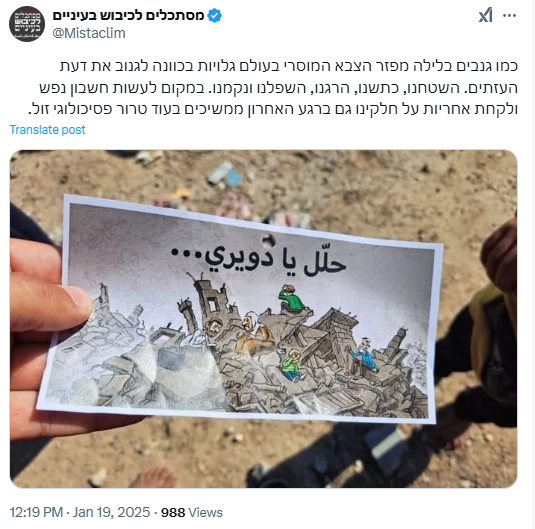 מסתכלים לכיבוש בעיניים
@Mistaclim
כמו גנבים בלילה מפזר הצבא המוסרי בעולם גלויות בכוונה לגנוב את דעת
העזתים. השטחנו, כתשנו, הרגנו, השפלנו ונקמנו. במקום לעשות חשבון נפש
ולקחת אחריות על חלקינו גם ברגע האחרון ממשיכים בעוד טרור פסיכולוגי זול.
Translate post
حلّل يا دويري...
12:19 PM · Jan 19, 2025 · 988 Views